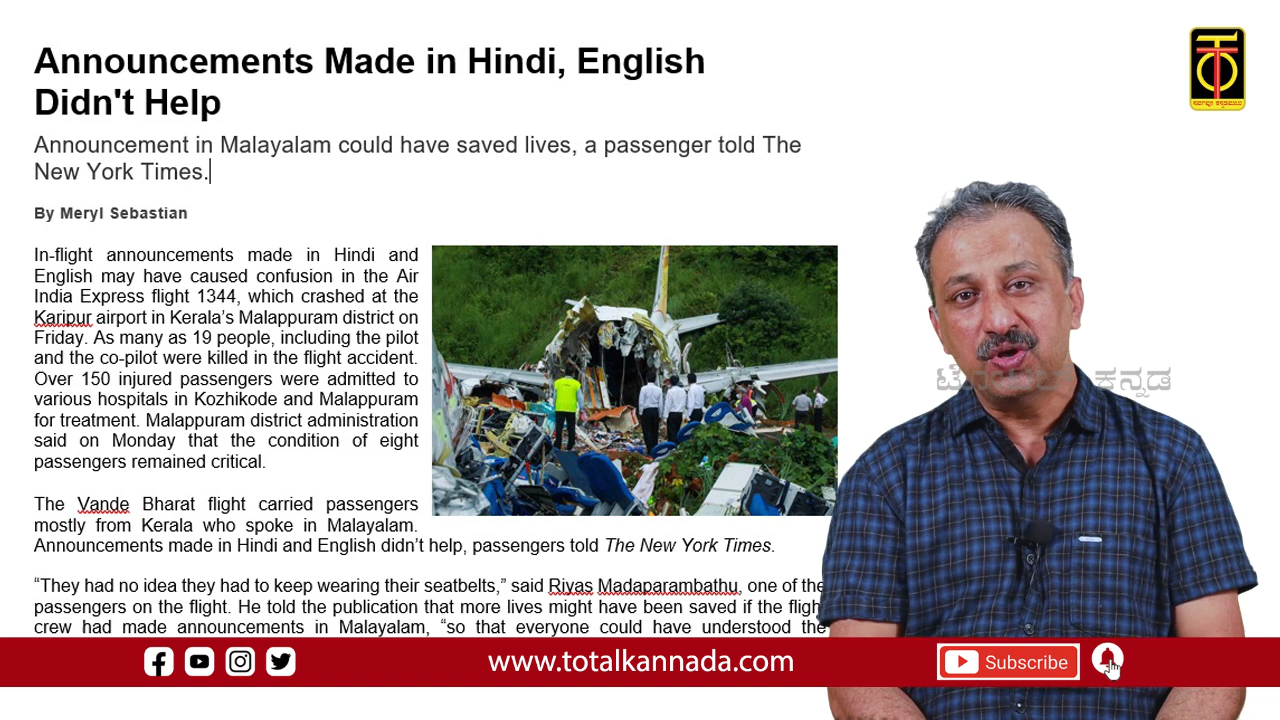 Announcements Made in Hindi, English
Didn't Help
Announcement in Malayalam could have saved lives, a passenger told The
New York Times.
By Meryl Sebastian
In-flight announcements made in Hindi and
English may have caused confusion in the Air
India Express flight 1344, which crashed at the
Karipur airport in Kerala’s Malappuram district on
Friday. As many as 19 people, including the pilot
and the co-pilot were killed in the flight accident.
Over 150 injured passengers were admitted to
various hospitals in Kozhikode and Malappuram
for treatment. Malappuram district administration
said on Monday that the condition of eight
passengers remained critical.
The Vande Bharat flight carried passengers
mostly from Kerala who spoke in Malayalam.
Announcements made in Hindi and English didn’t help, passengers told The New York Times.
“They had no idea they had to keep wearing their seatbelts,” said Riyas Madaparambathu, one of the
passengers on the flight. He told the publication that more lives might have been saved if the fligh
crew had made announcements in Malayalam, “so that everyone could have understood the
ಕನ್ನಡ
www.totalkannada.com
Subscribe